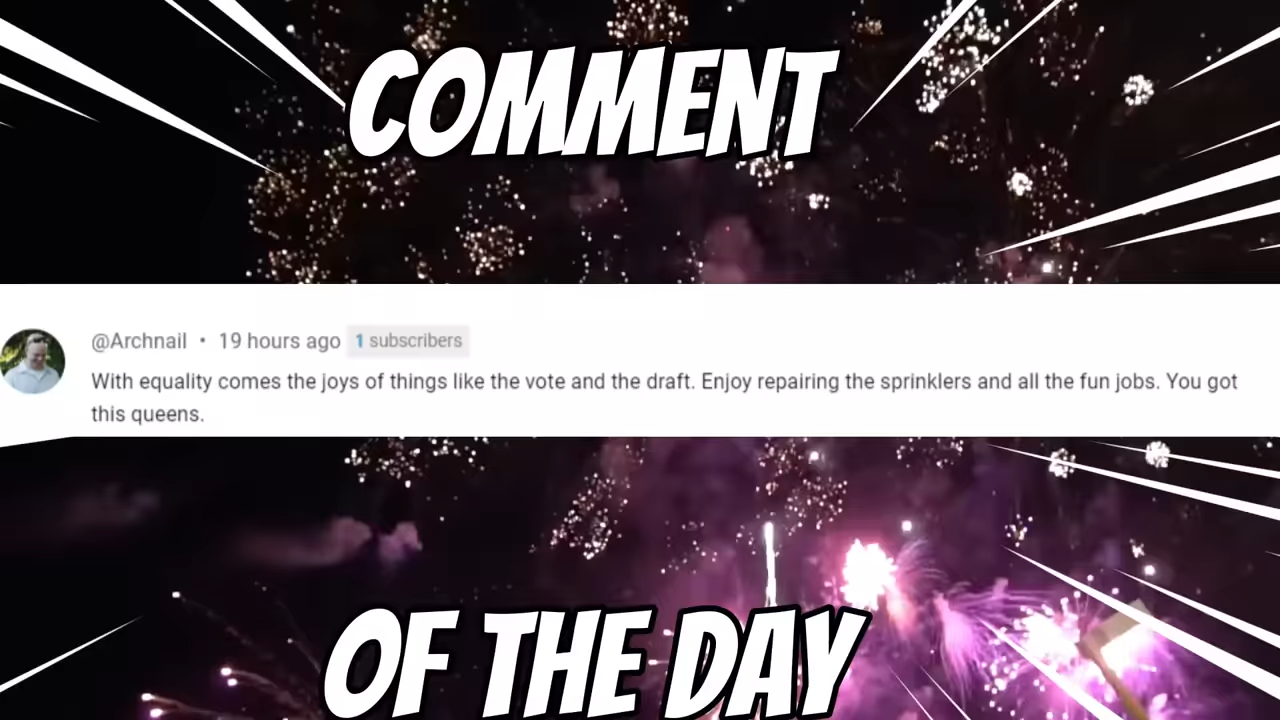 COMMENT
@Archnail • 19 hours ago 1 subscribers
With equality comes the joys of things like the vote and the draft. Enjoy repairing the sprinklers and all the fun jobs. You got
this queens.
OF THE DAY